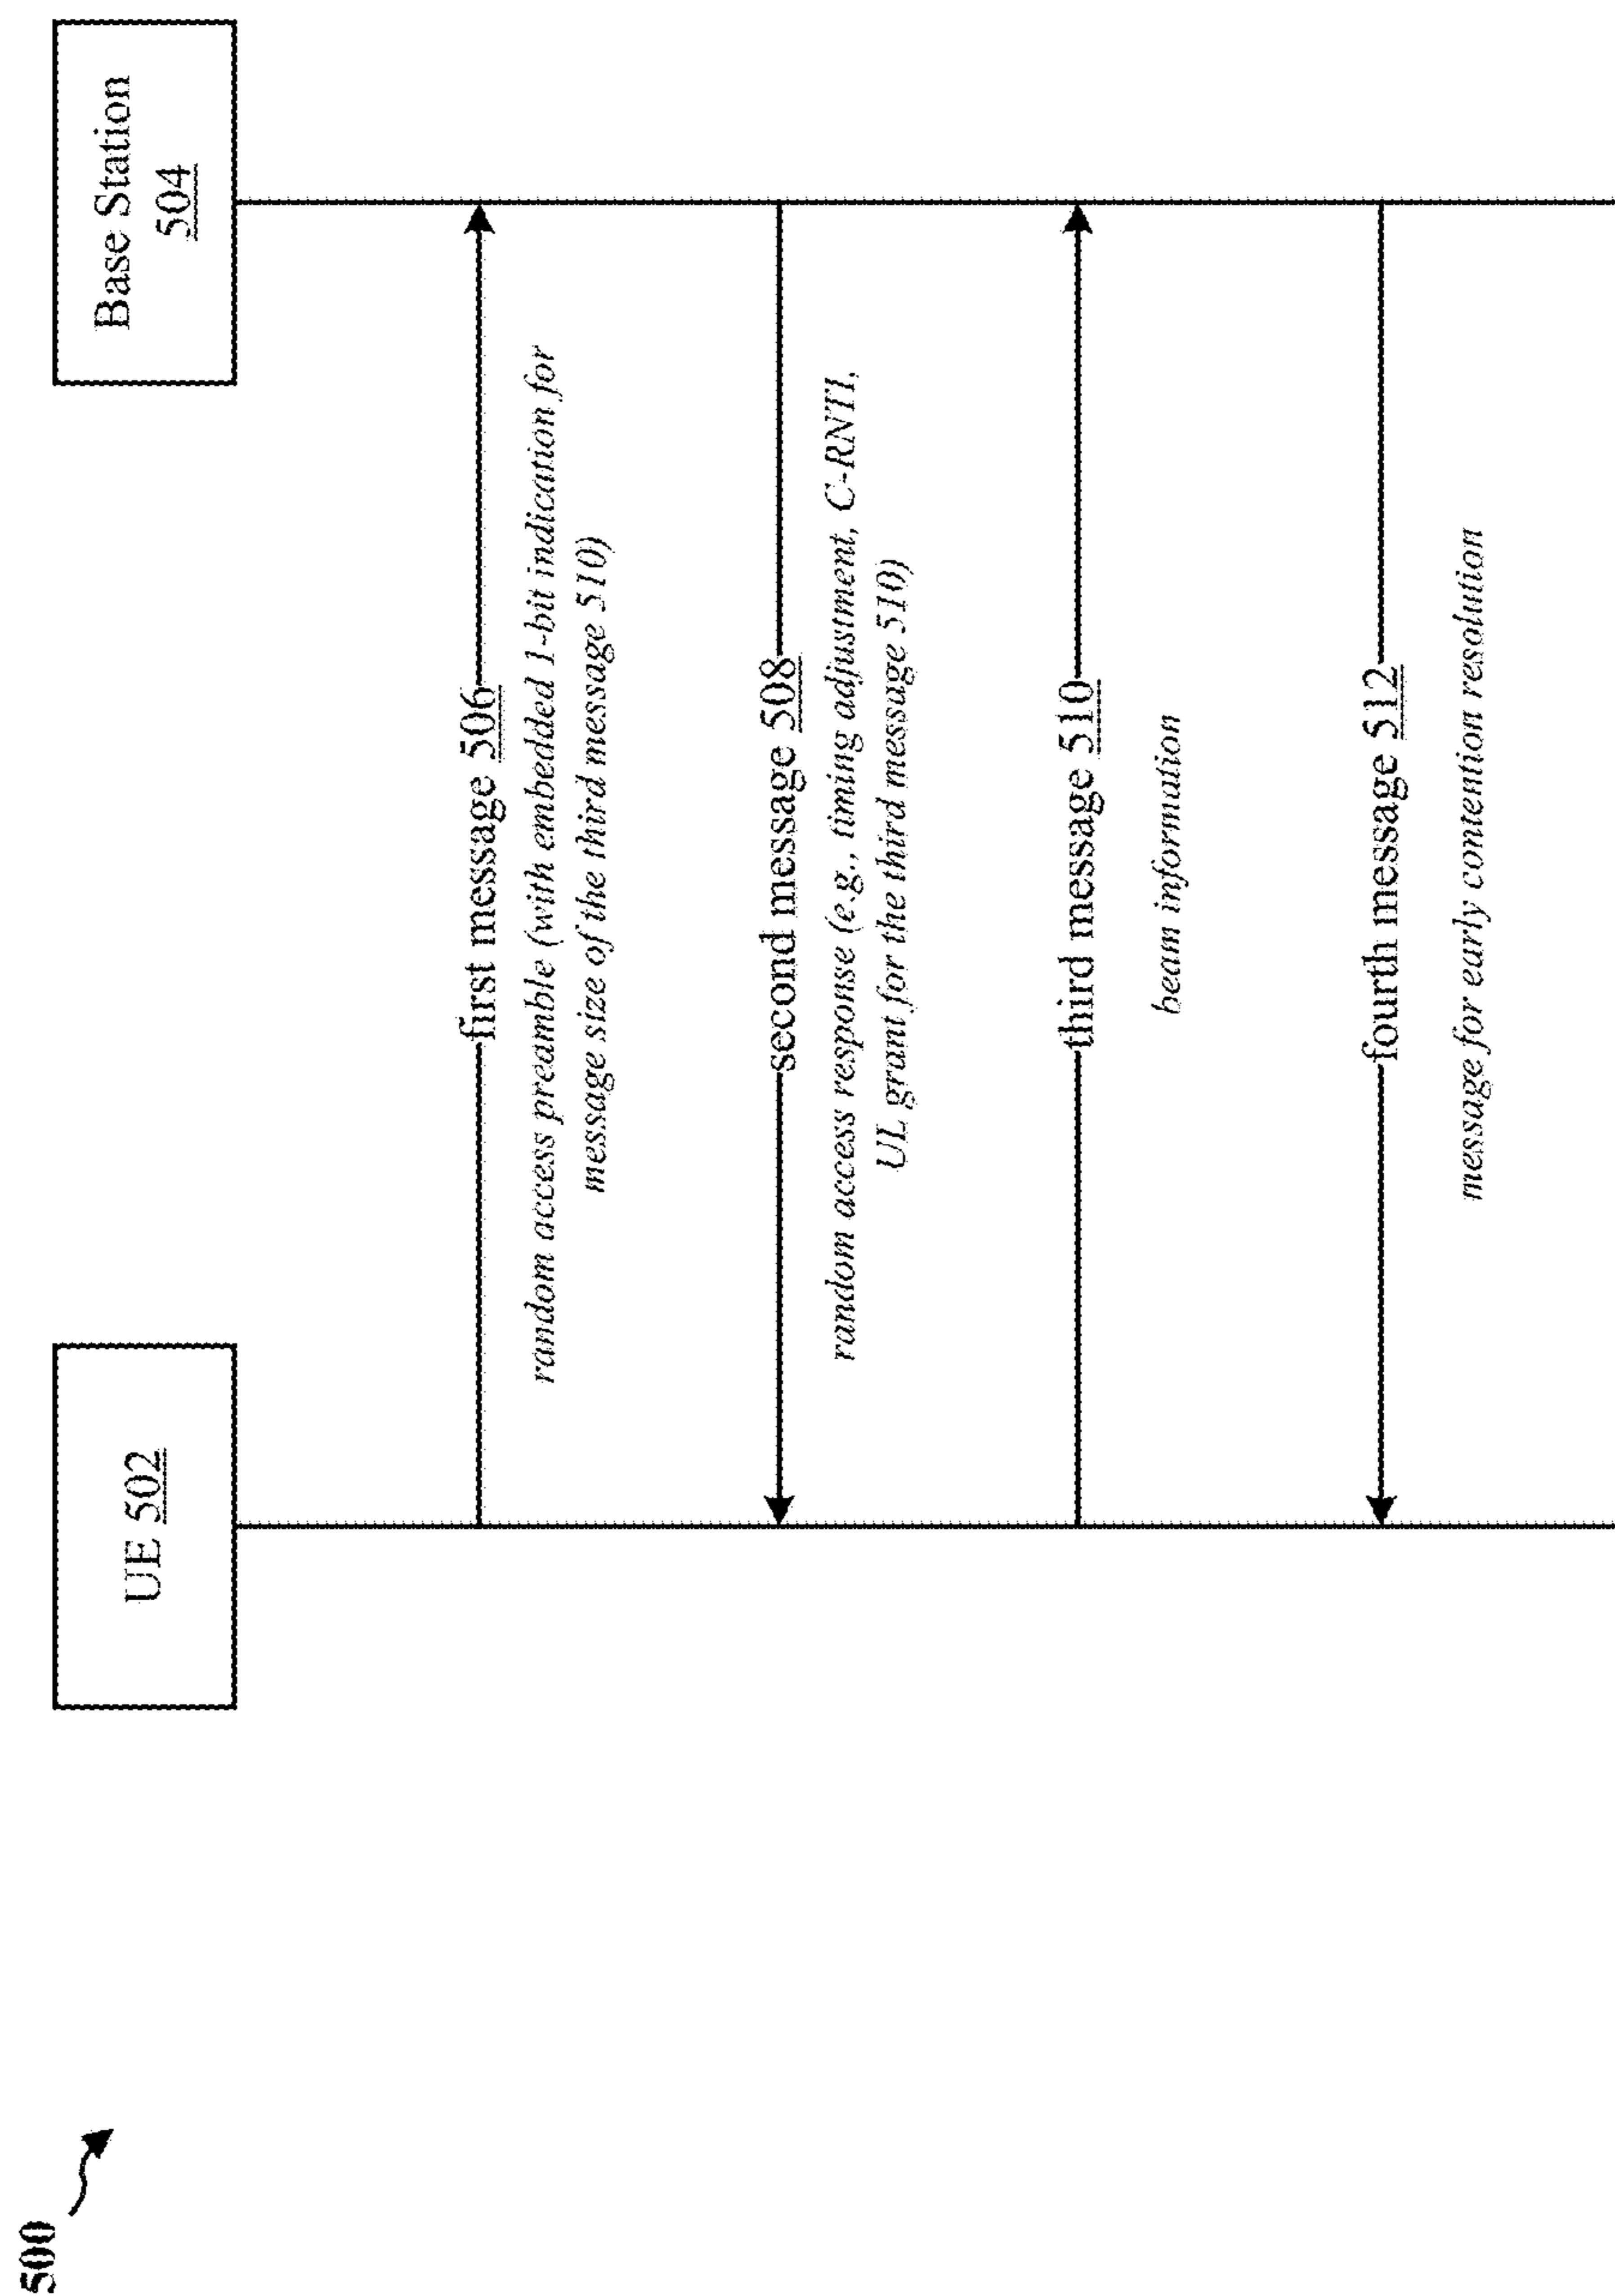 500
UE 502
Base Station
504
first message 506
random access preamble (with embedded 1-bit indication for
message size of the third message 510)
second message 508
random access response (e.g., timing adjustment, C-RNTI,
UL grant for the third message 510)
third message 510
beam information
fourth message 512
message for early contention resolution